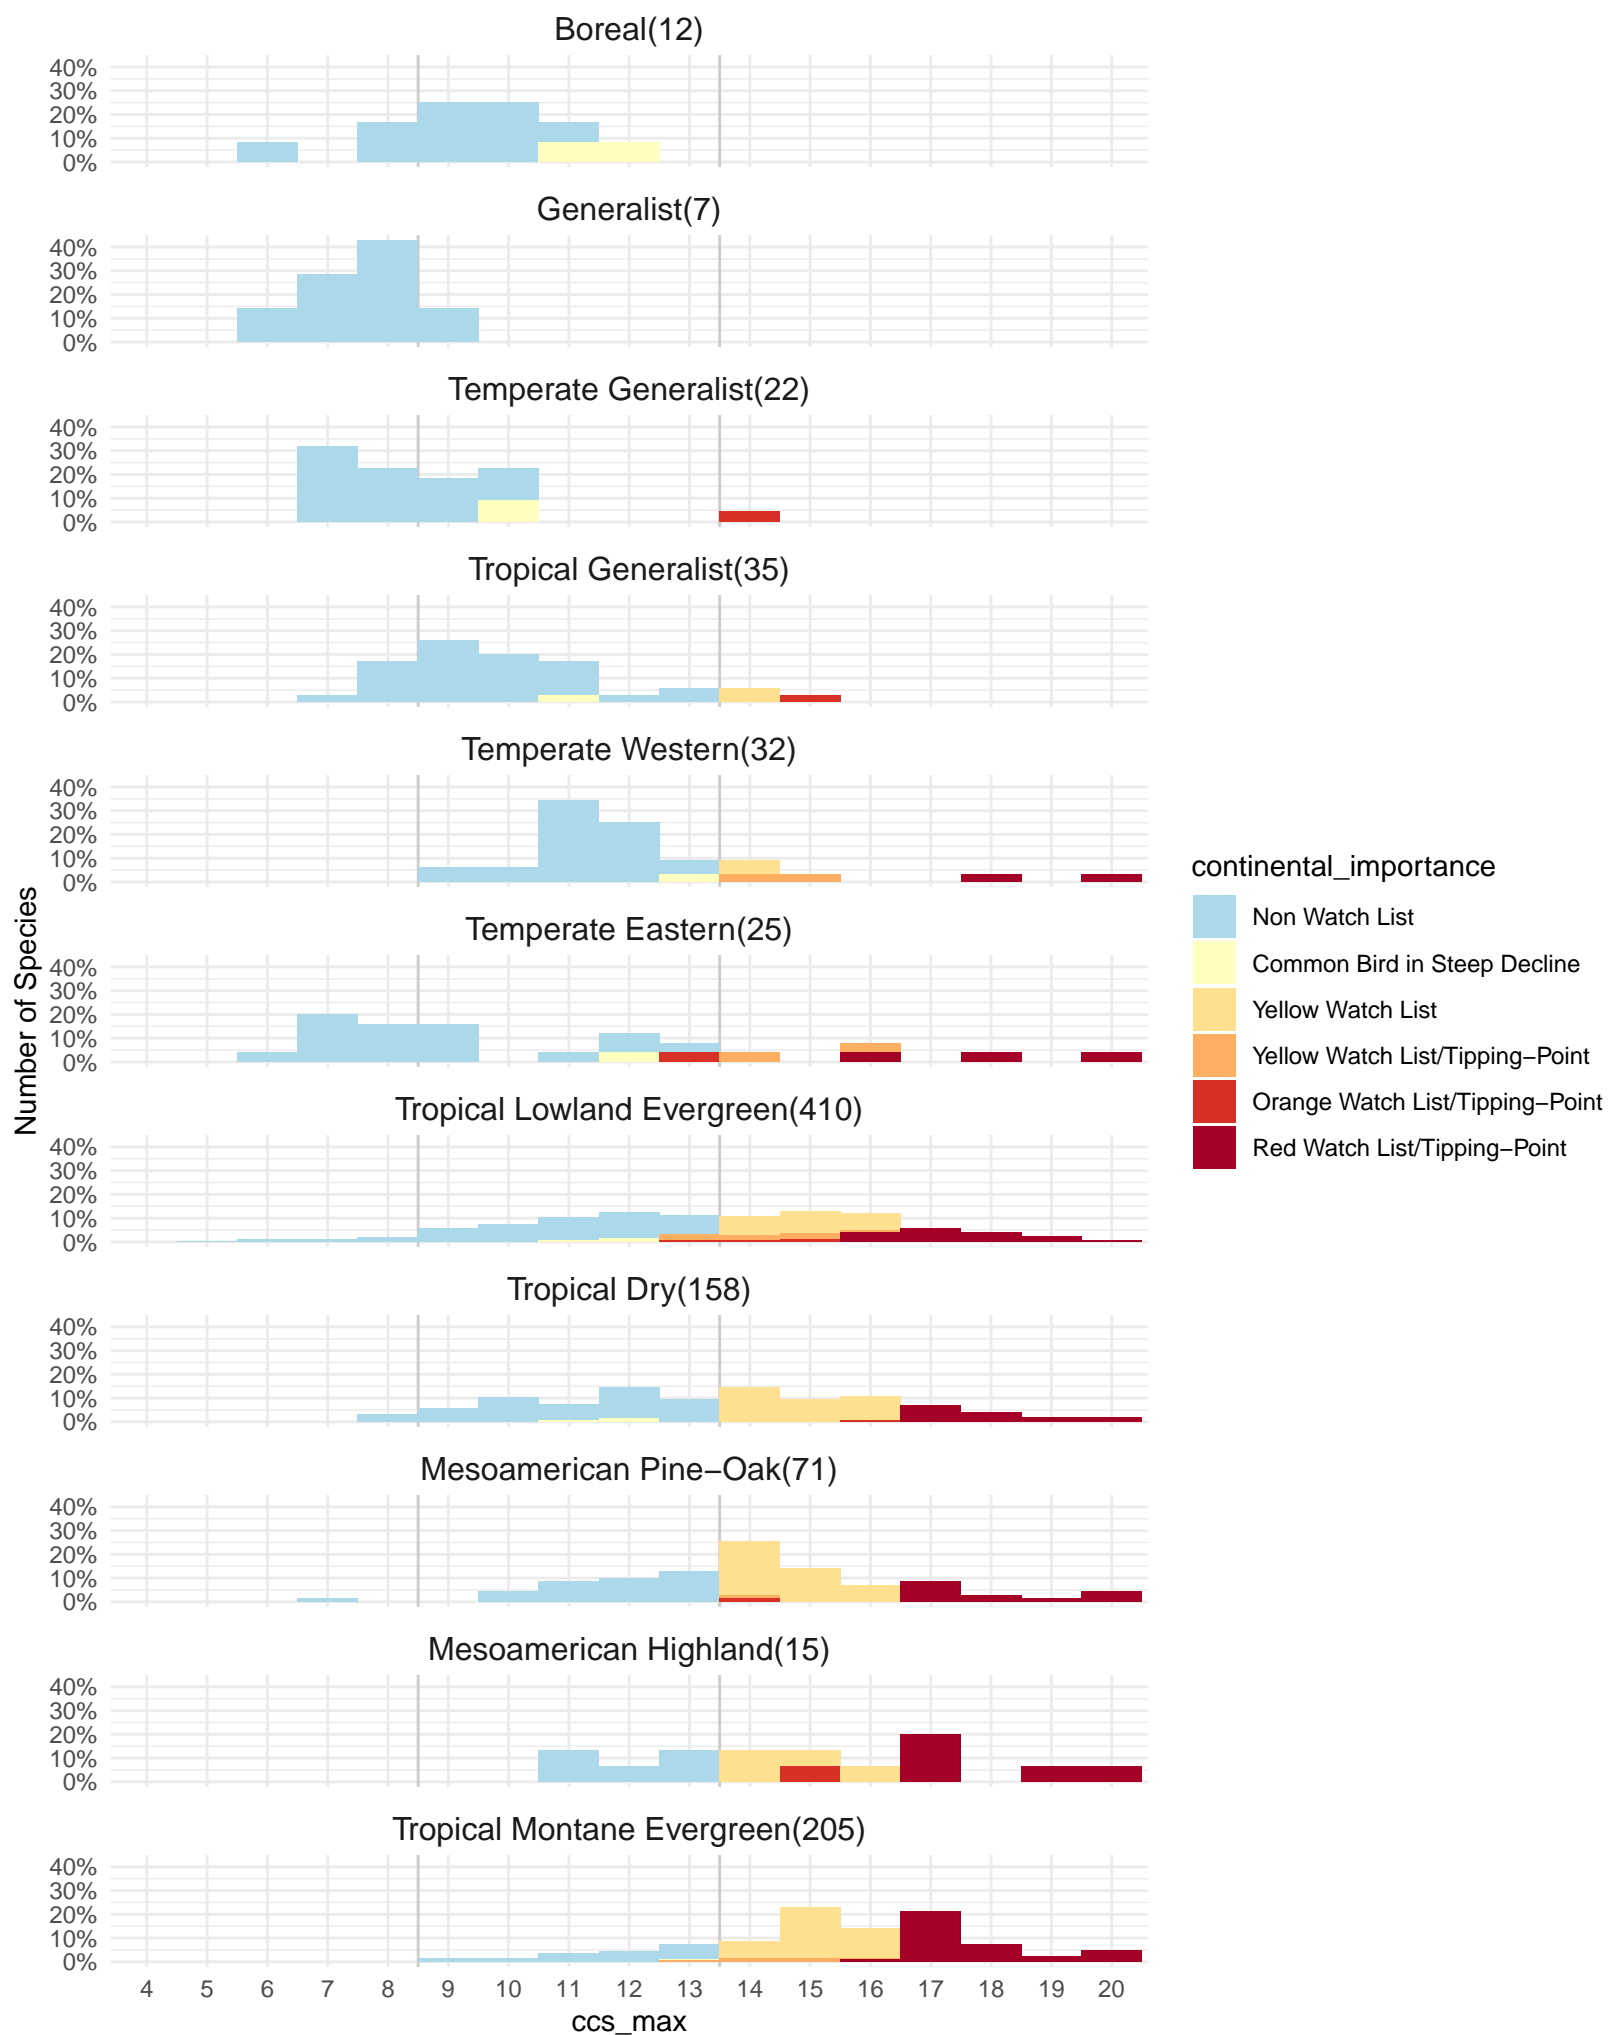 Boreal(12)
40%
30%
20%
10%
0%
Generalist(7)
40%
30%
20%
10%
0%
Temperate Generalist(22)
40%
30%
20%
10%
0%
Tropical Generalist(35)
40%
30%
20%
10%
0%
Temperate Western(32)
40%
30%
20%
10%
0%
Temperate Eastern(25)
40%
30%
20%
10%
0%
Tropical Lowland Evergreen(410)
40%
30%
20%
10%
0%
Tropical Dry(158)
40%
30%
20%
10%
0%
Mesoamerican Pine−Oak(71)
40%
30%
20%
10%
0%
Mesoamerican Highland(15)
40%
30%
20%
10%
0%
Tropical Montane Evergreen(205)
40%
30%
20%
10%
0%
4 5 6 7 8 9 10 11 12 13 14 15 16 17 18 19 20
ccs_max
Number of Species
continental_importance
Non Watch List
Common Bird in Steep Decline
Yellow Watch List
Yellow Watch List/Tipping−Point
Orange Watch List/Tipping−Point
Red Watch List/Tipping−Point